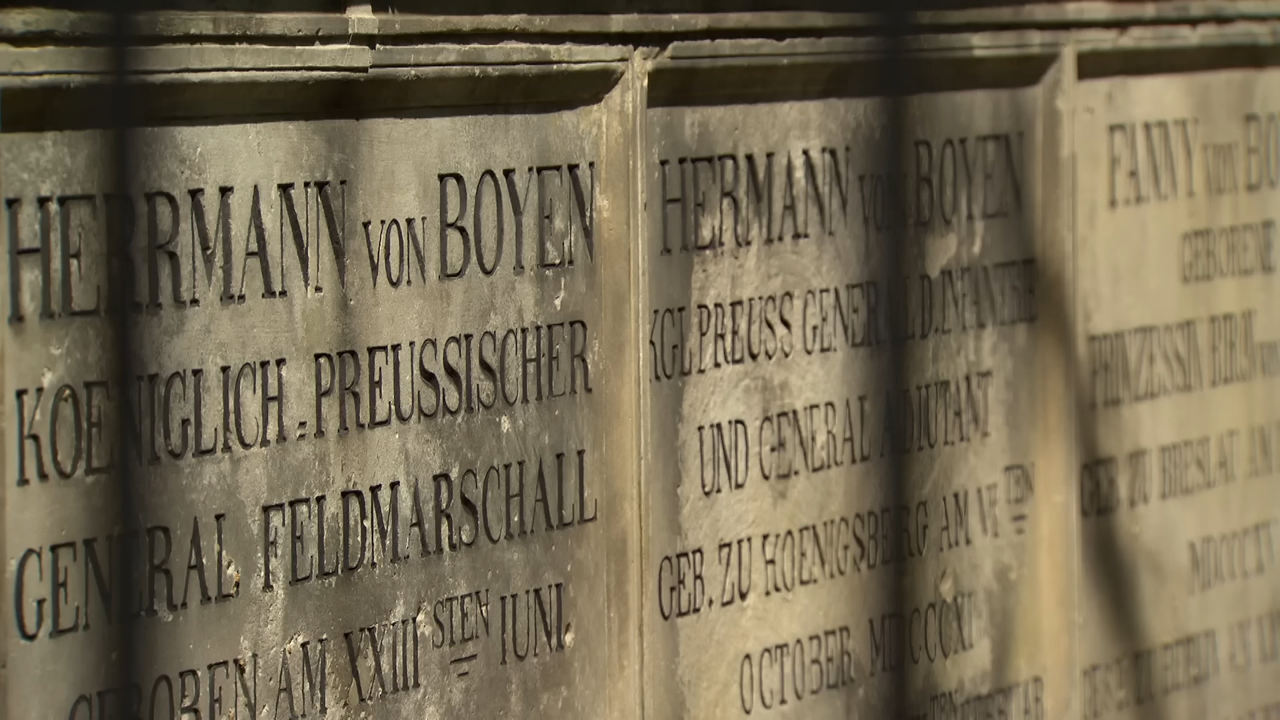 HERRMANN VON BOYEN
KOENIGLICH PREUSSISCHER
GENERAL FELDMARSCHALL
GEBOREN AM XXIII STEN IUNI
HERMANN VON BOYEN
KGL PREUSS GENERAL D. INFANTERIE
UND GENERAL ADIUTANT
GEB. ZU KOENIGSBERG AM VI TEN
OCTOBER MDCCCXI
FANNY von BO
GEBORENE
PRINZESSIN BIRON
GEB ZU BRESLAU AM